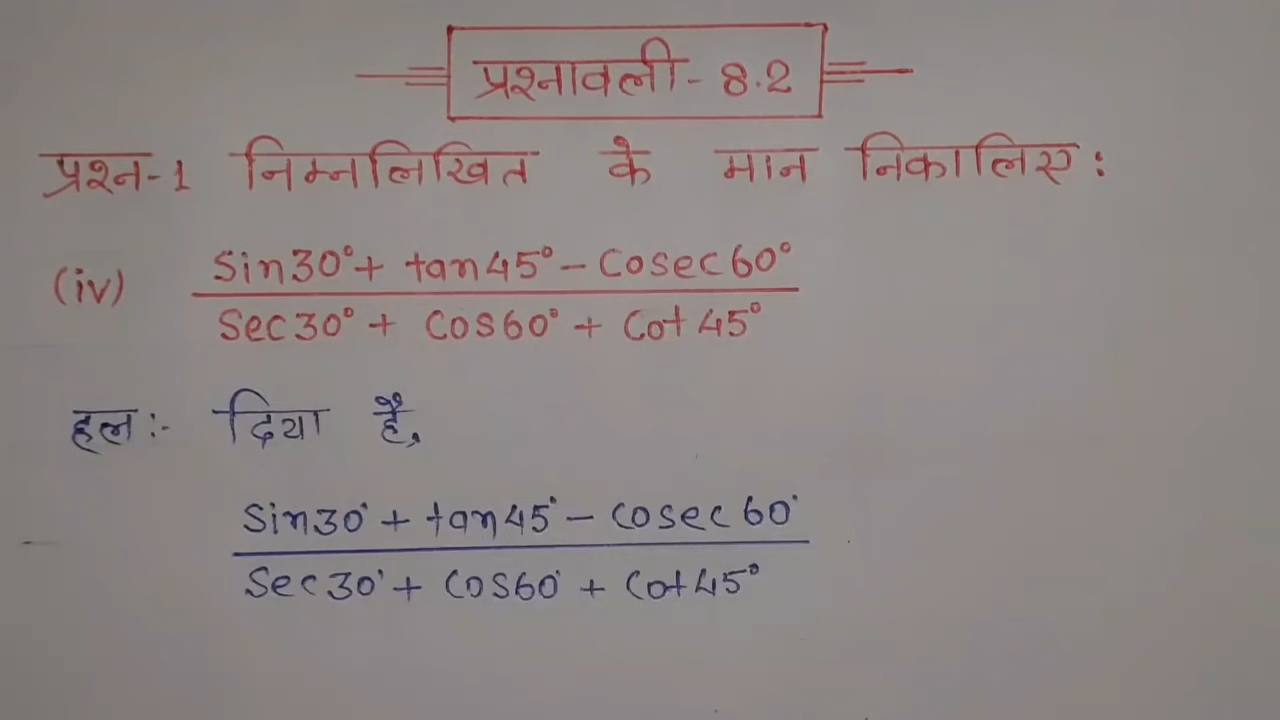 प्रश्नावली- 8.2
प्रश्न-1 निम्नलिखित के मान निकालिए:
(iv) Sin30°+ tan45°- Cosec60°
Sec30° + Cos60° + Cot45°
हल:- दिया है,
Sin30° + tan45° - Cosec60°
Sec30° + Cos60° + Cot45°